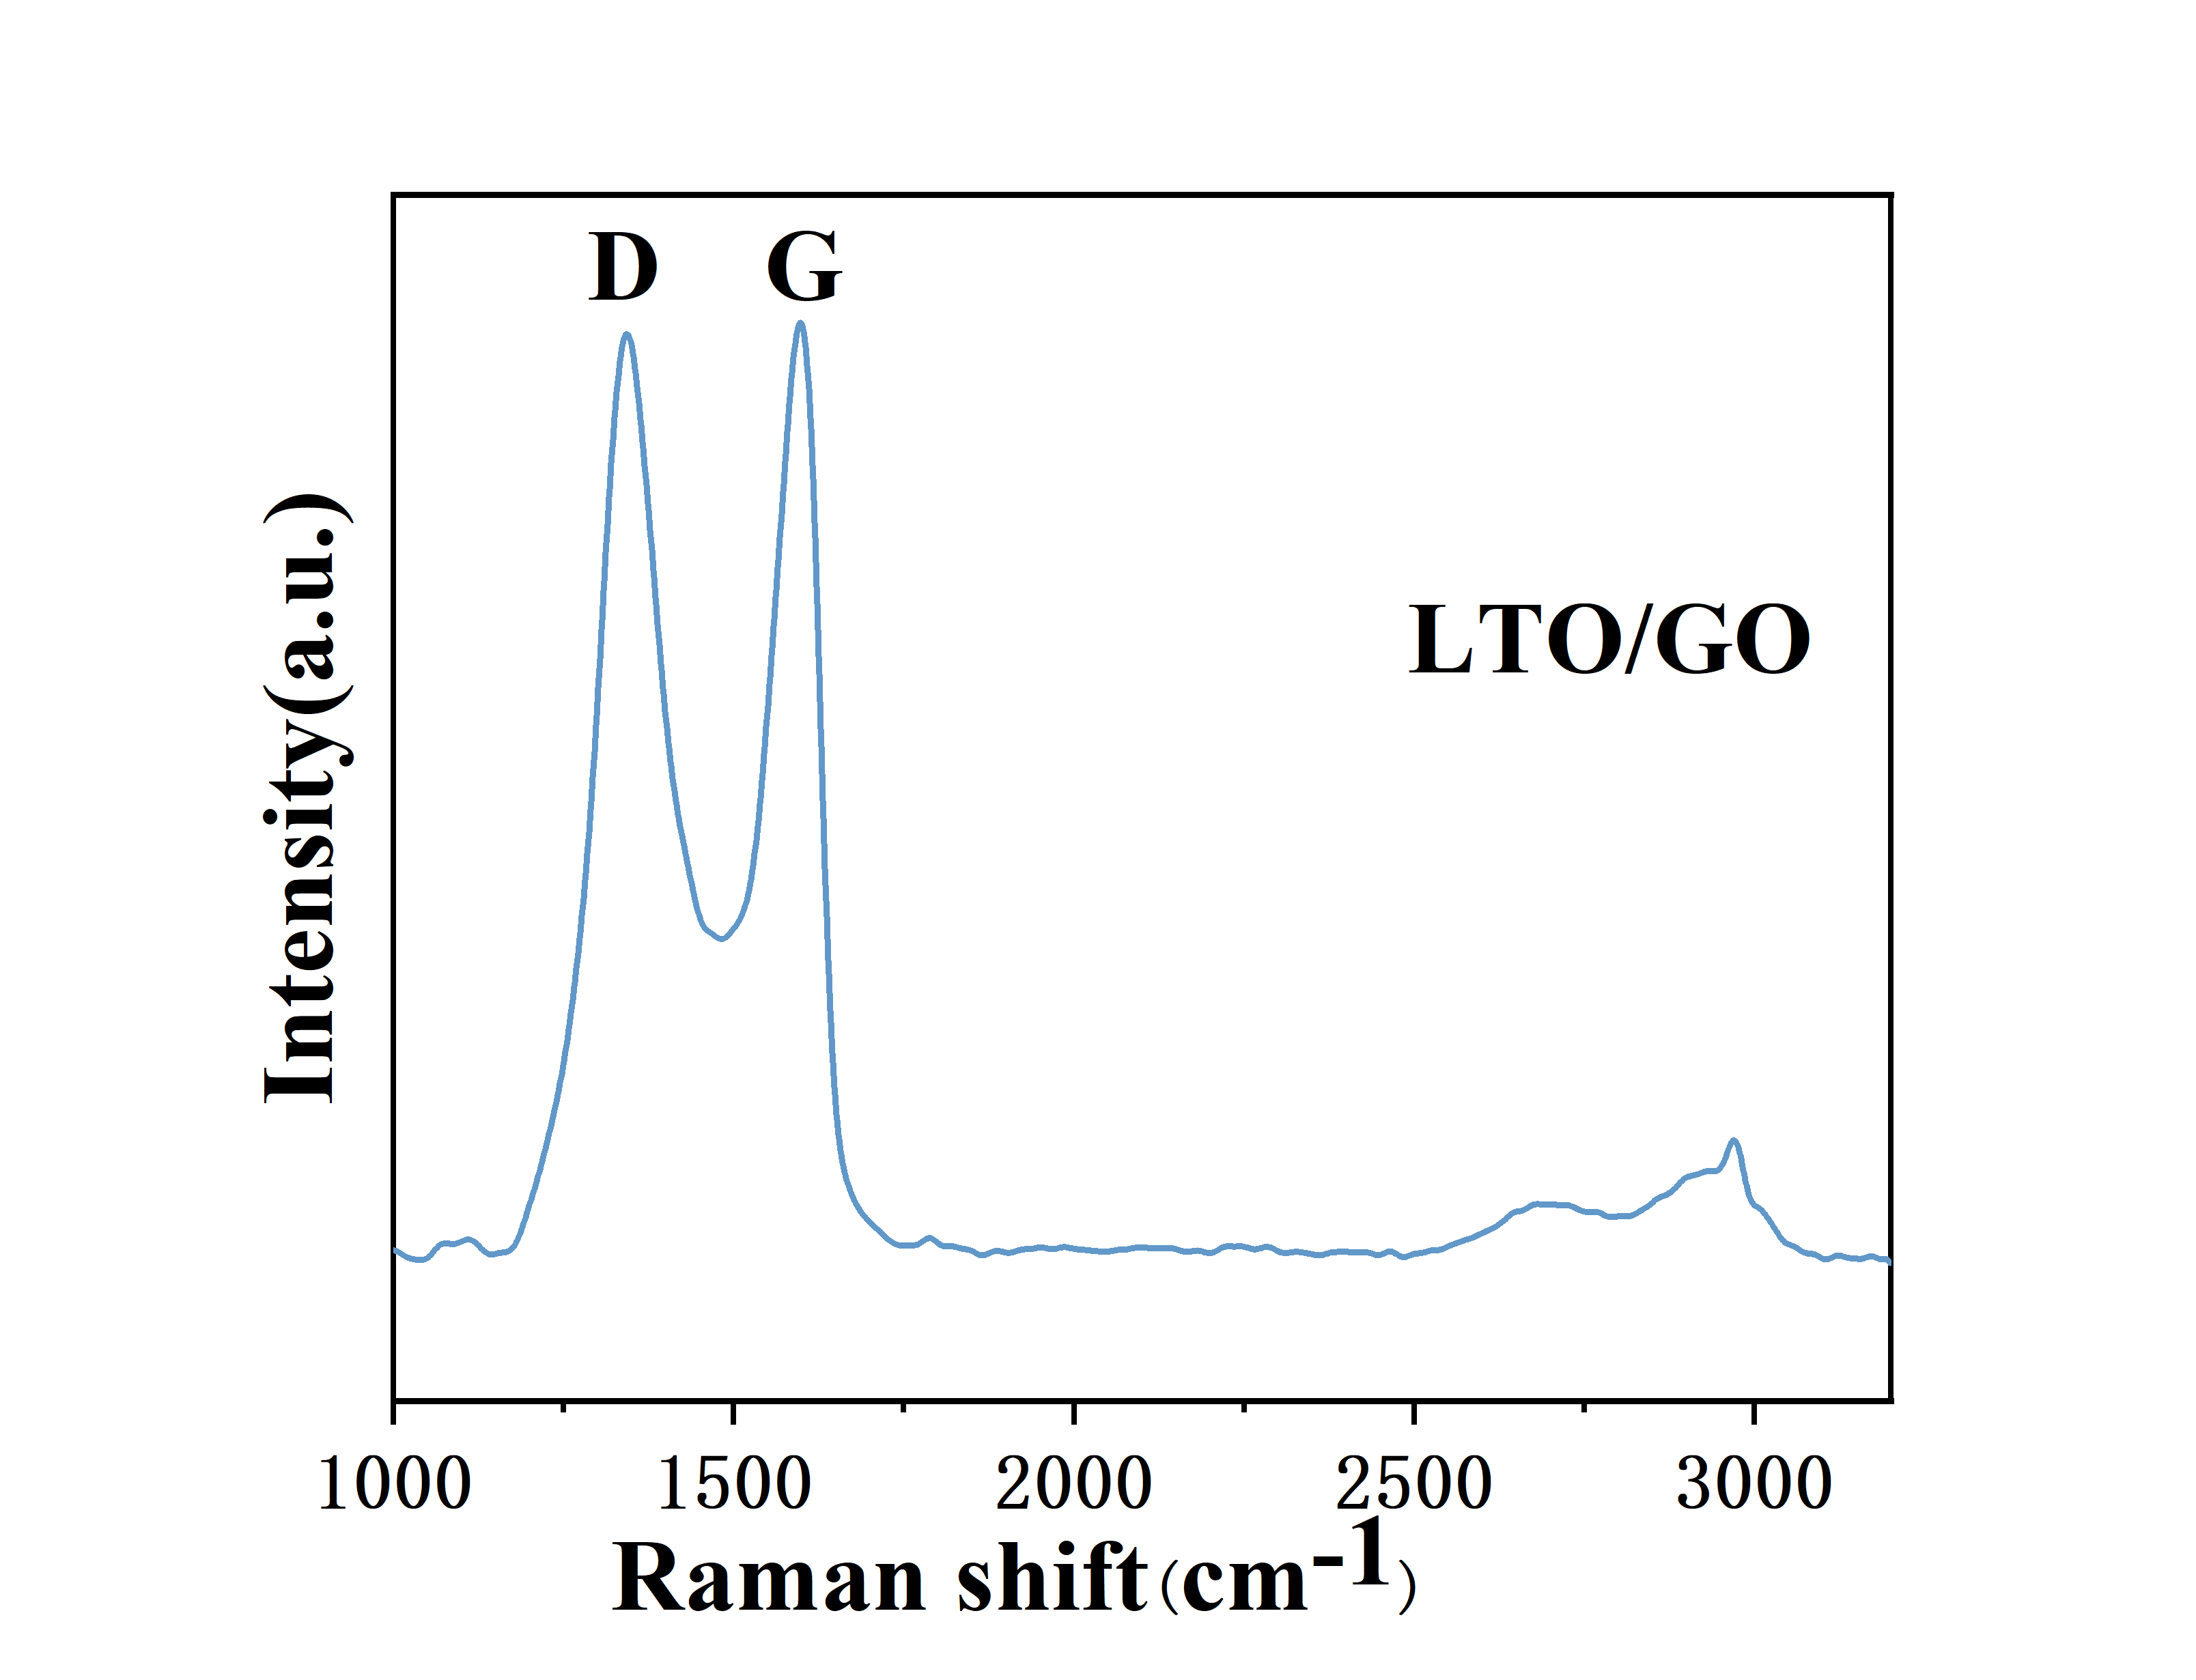 D G
LTO/GO
Intensity(a.u.)
1000 1500 2000 2500 3000
Raman shift(cm-1)